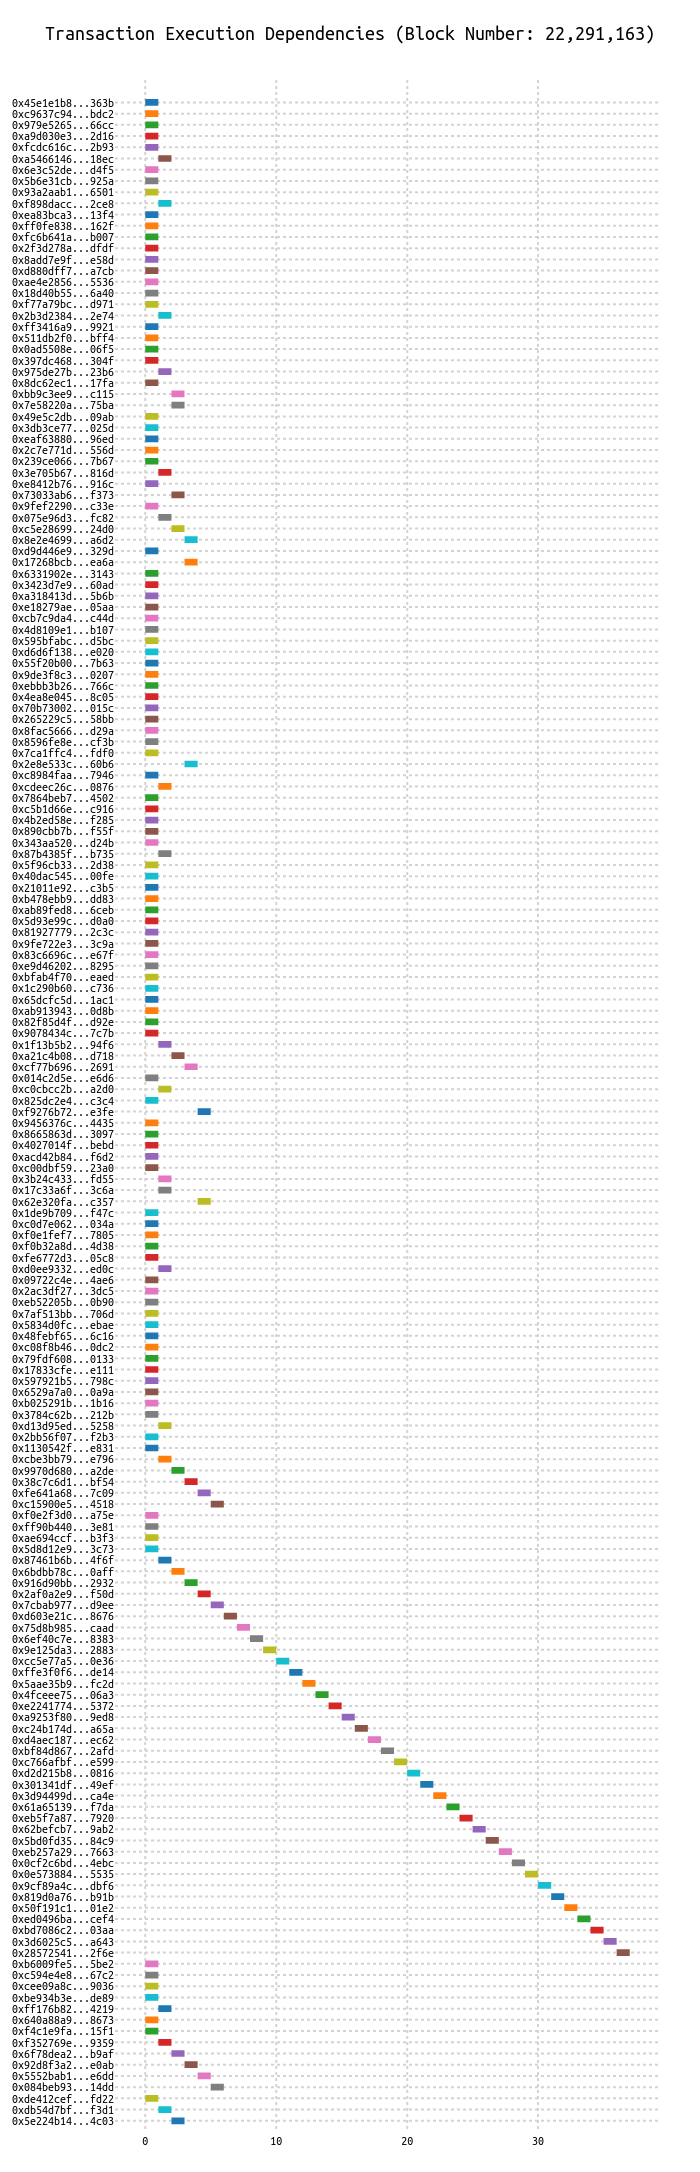 Transaction Execution Dependencies (Block Number: 22,291,163)
0x45e1e1b8...363b
0xc9637c94...bdc2
0x979e5265...66cc
0xa9d030e3...2d16
0xfcdc616c...2b93
0xa5466146...18ec
0x6e3c52de...d4f5
0x5b6e31cb...925a
0x93a2aab1...6501
0xf898dacc...2ce8
0xea83bca3...13f4
0xff0fe838...162f
0xfc6b641a...b007
0x2f3d278a...dfdf
0x8add7e9f...e58d
0xd880dff7...a7cb
0xae4e2856...5536
0x18d40b55...6a40
0xf77a79bc...d971
0x2b3d2384...2e74
0xff3416a9...9921
0x511db2f0...bff4
0x0ad5508e...06f5
0x397dc468...304f
0x975de27b...23b6
0x8dc62ec1...17fa
0xbb9c3ee9...c115
0x7e58220a...75ba
0x49e5c2db...09ab
0x3db3ce77...025d
0xeaf63880...96ed
0x2c7e771d...556d
0x239ce066...7b67
0x3e705b67...816d
0xe8412b76...916c
0x73033ab6...f373
0x9fef2290...c33e
0x075e96d3...fc82
0xc5e28699...24d0
0x8e2e4699...a6d2
0xd9d446e9...329d
0x17268bcb...ea6a
0x6331902e...3143
0x3423d7e9...60ad
0xa318413d...5b6b
0xe18279ae...05aa
0xcb7c9da4...c44d
0x4d8109e1...b107
0x595bfabc...d5bc
0xd6d6f138...e020
0x55f20b00...7b63
0x9de3f8c3...0207
0xebbb3b26...766c
0x4ea8e045...8c05
0x70b73002...015c
0x265229c5...58bb
0x8fac5666...d29a
0x8596fe8e...cf3b
0x7ca1ffc4...fdf0
0x2e8e533c...60b6
0xc8984faa...7946
0xcdeec26c...0876
0x7864beb7...4502
0xc5b1d66e...c916
0x4b2ed58e...f285
0x890cbb7b...f55f
0x343aa520...d24b
0x87b4385f...b735
0x5f96cb33...2d38
0x40dac545...00fe
0x21011e92...c3b5
0xb478ebb9...dd83
0xab89fed8...6ceb
0x5d93e99c...d0a0
0x81927779...2c3c
0x9fe722e3...3c9a
0x83c6696c...e67f
0xe9d46202...8295
0xbfab4f70...eaed
0x1c290b60...c736
0x65dcfc5d...1ac1
0xab913943...0d8b
0x82f85d4f...d92e
0x9078434c...7c7b
0x1f13b5b2...94f6
0xa21c4b08...d718
0xcf77b696...2691
0x014c2d5e...e6d6
0xc0cbcc2b...a2d0
0x825dc2e4...c3c4
0xf9276b72...e3fe
0x9456376c...4435
0x8665863d...3097
0x4027014f...bebd
0xacd42b84...f6d2
0xc00dbf59...23a0
0x3b24c433...fd55
0x17c33a6f...3c6a
0x62e320fa...c357
0x1de9b709...f47c
0xc0d7e062...034a
0xf0e1fef7...7805
0xf0b32a8d...4d38
0xfe6772d3...05c8
0xd0ee9332...ed0c
0x09722c4e...4ae6
0x2ac3df27...3dc5
0xeb52205b...0b90
0x7af513bb...706d
0x5834d0fc...ebae
0x48febf65...6c16
0xc08f8b46...0dc2
0x79fdf608...0133
0x17833cfe...e111
0x597921b5...798c
0x6529a7a0...0a9a
0xb025291b...1b16
0x3784c62b...212b
0xd13d95ed...5258
0x2bb56f07...f2b3
0x1130542f...e831
0xcbe3bb79...e796
0x9970d680...a2de
0x38c7c6d1...bf54
0xfe641a68...7c09
0xc15900e5...4518
0xf0e2f3d0...a75e
0xff90b440...3e81
0xae694ccf...b3f3
0x5d8d12e9...3c73
0x87461b6b...4f6f
0x6bdbb78c...0aff
0x916d90bb...2932
0x2af0a2e9...f50d
0x7cbab977...d9ee
0xd603e21c...8676
0x75d8b985...caad
0x6ef40c7e...8383
0x9e125da3...2883
0xcc5e77a5...0e36
0xffe3f0f6...de14
0x5aae35b9...fc2d
0x4fceee75...06a3
0xe2241774...5372
0xa9253f80...9ed8
0xc24b174d...a65a
0xd4aec187...ec62
0xbf84d867...2afd
0xc766afbf...e599
0xd2d215b8...0816
0x301341df...49ef
0x3d94499d...ca4e
0x61a65139...f7da
0xeb5f7a87...7920
0x62befcb7...9ab2
0x5bd0fd35...84c9
0xeb257a29...7663
0x0cf2c6bd...4ebc
0x0e573884...5535
0x9cf89a4c...dbf6
0x819d0a76...b91b
0x50f191c1...01e2
0xed0496ba...cef4
0xbd7086c2...03aa
0x3d6025c5...a643
0x28572541...2f6e
0xb6009fe5...5be2
0xc594e4e8...67c2
0xcee09a8c...9036
0xbe934b3e...de89
0xff176b82...4219
0x640a88a9...8673
0xf4c1e9fa...15f1
0xf352769e...9359
0x6f78dea2...b9af
0x92d8f3a2...e0ab
0x5552bab1...e6dd
0x084beb93...14dd
0xde412cef...fd22
0xdb54d7bf...f3d1
0x5e224b14...4c03
0 10 20 30